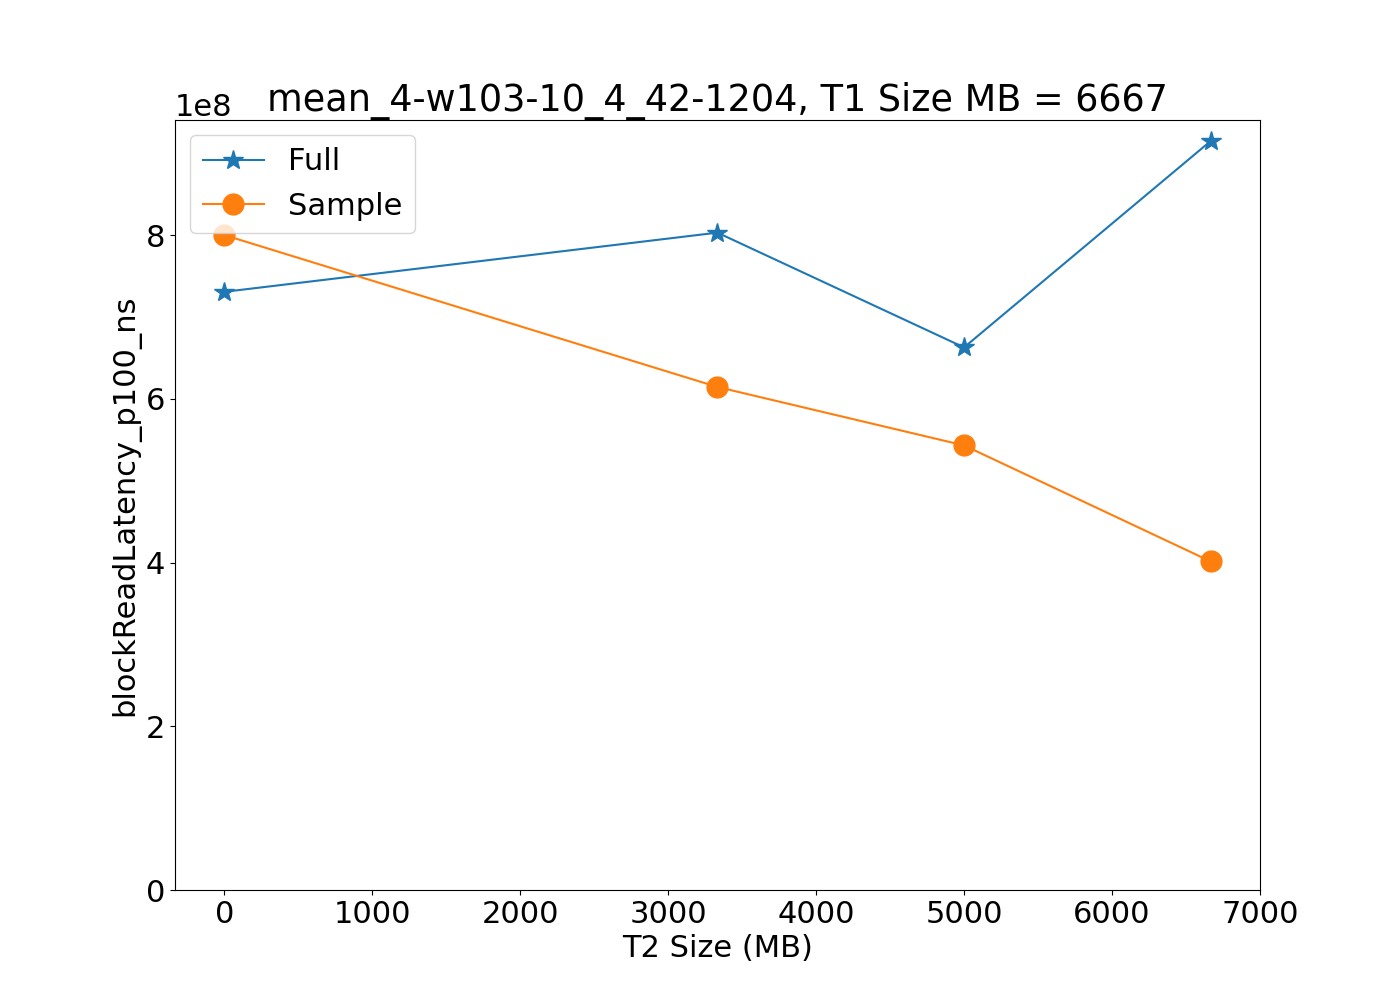 1e8
mean_4-w103-10_4_42-1204, T1 Size MB = 6667
Full
Sample
8
6
4
2
0
blockReadLatency_p100_ns
0 1000 2000 3000 4000 5000 6000 7000
T2 Size (MB)